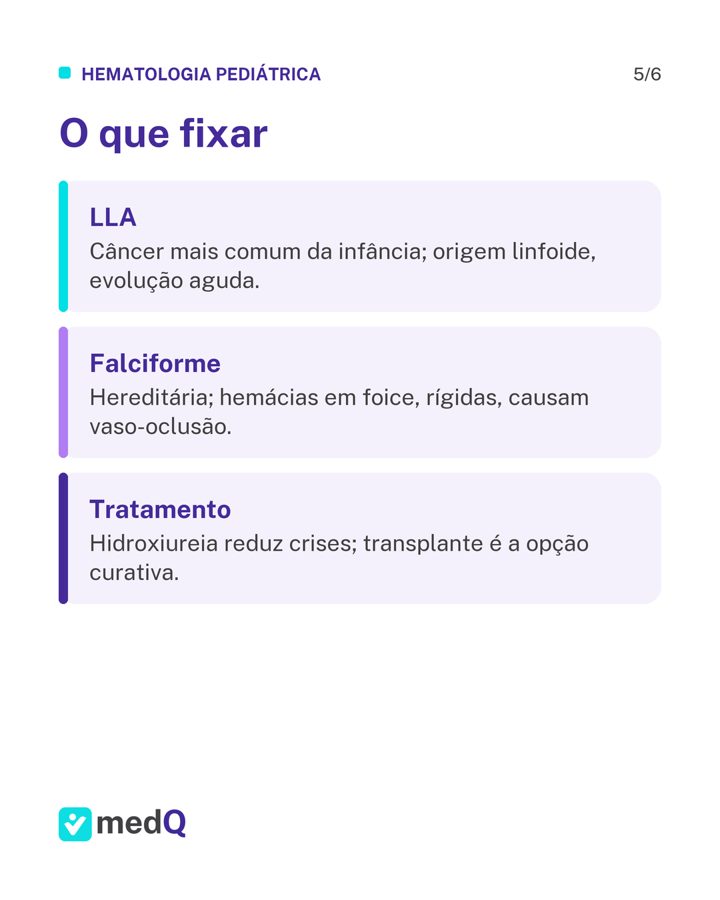 HEMATOLOGIA PEDIÁTRICA 5/6
O que fixar
LLA
Câncer mais comum da infância; origem linfoide,
evolução aguda.
Falciforme
Hereditária; hemácias em foice, rígidas, causam
vaso-oclusão.
Tratamento
Hidroxiureia reduz crises; transplante é a opção
curativa.
medQ